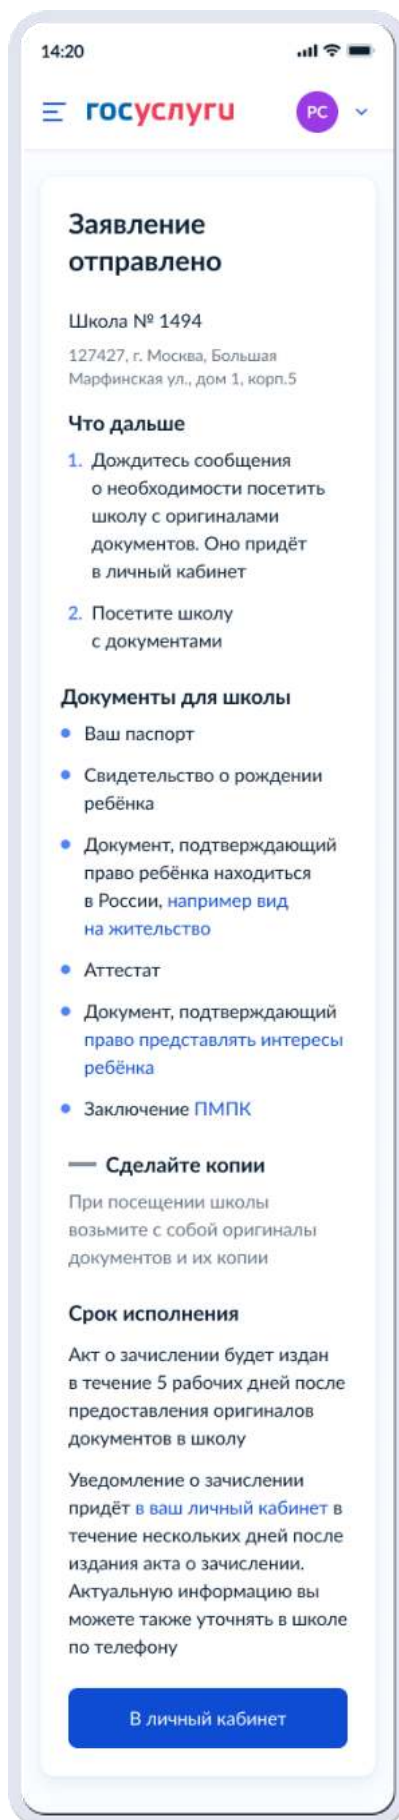 14:20
госуслуги
РС
Заявление
отправлено
Школа № 1494
127427, г. Москва, Большая
Марфинская ул., дом 1, корп.5
Что дальше
1. Дождитесь сообщения
о необходимости посетить
школу с оригиналами
документов. Оно придёт
в личный кабинет
2. Посетите школу
с документами
Документы для школы
Ваш паспорт
Свидетельство о рождении
ребёнка
Документ, подтверждающий
право ребёнка находиться
в России, например вид
на жительство
Аттестат
Документ, подтверждающий
право представлять интересы
ребёнка
Заключение ПМПК
Сделайте копии
При посещении школы
возьмите с собой оригиналы
документов и их копии
Срок исполнения
Акт о зачислении будет издан
в течение 5 рабочих дней после
предоставления оригиналов
документов в школу
Уведомление о зачислении
придёт в ваш личный кабинет в
течение нескольких дней после
издания акта о зачислении.
Актуальную информацию вы
можете также уточнять в школе
по телефону
В личный кабинет